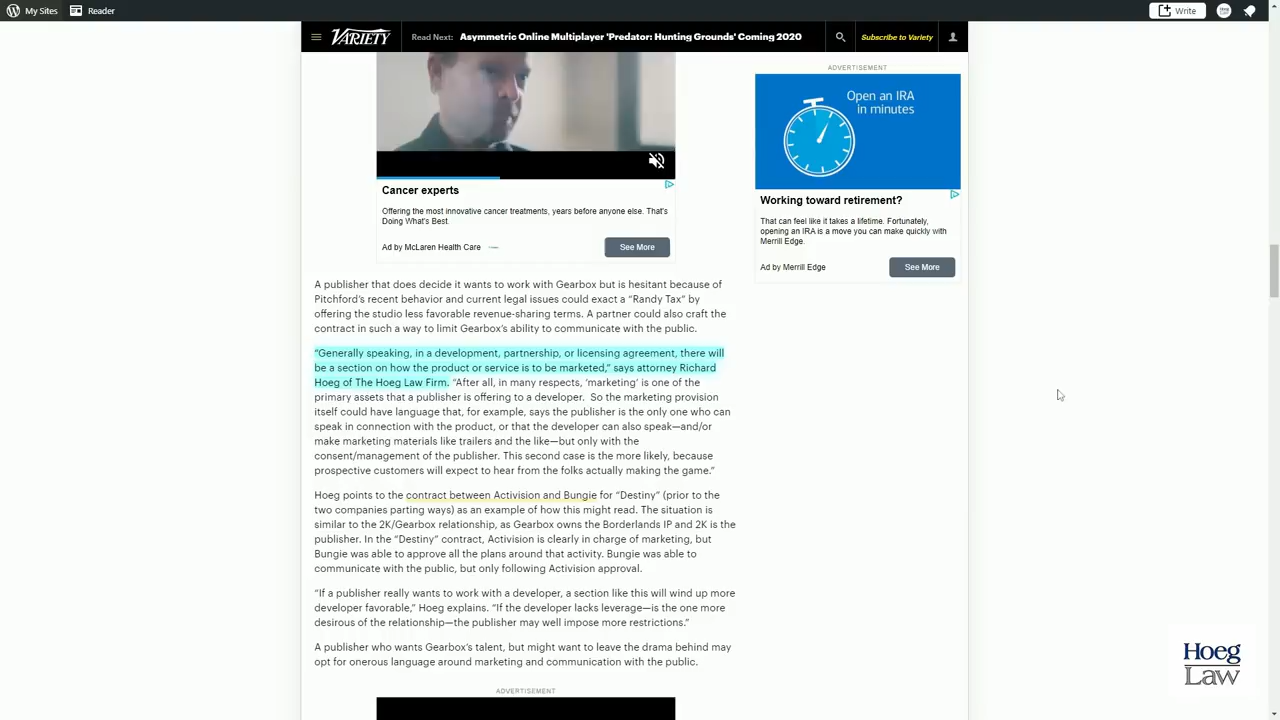 My Sites
Reader
Write
VARIETY
Read Next: Asymmetric Online Multiplayer 'Predator: Hunting Grounds' Coming 2020
Subscribe to Variety
Cancer experts
Offering the most innovative cancer treatments, years before anyone else. That's
Doing What's Best.
Ad by McLaren Health Care
See More
ADVERTISEMENT
Open an IRA
in minutes
Working toward retirement?
That can feel like it takes a lifetime. Fortunately,
opening an IRA is a move you can make quickly with
Merrill Edge.
Ad by Merrill Edge
See More
A publisher that does decide it wants to work with Gearbox but is hesitant because of
Pitchford's recent behavior and current legal issues could exact a “Randy Tax” by
offering the studio less favorable revenue-sharing terms. A partner could also craft the
contract in such a way to limit Gearbox's ability to communicate with the public.
“Generally speaking, in a development, partnership, or licensing agreement, there will
be a section on how the product or service is to be marketed,” says attorney Richard
Hoeg of The Hoeg Law Firm. “After all, in many respects, ‘marketing’ is one of the
primary assets that a publisher is offering to a developer.  So the marketing provision
itself could have language that, for example, says the publisher is the only one who can
speak in connection with the product, or that the developer can also speak—and/or
make marketing materials like trailers and the like—but only with the
consent/management of the publisher. This second case is the more likely, because
prospective customers will expect to hear from the folks actually making the game.”
Hoeg points to the contract between Activision and Bungie for “Destiny” (prior to the
two companies parting ways) as an example of how this might read. The situation is
similar to the 2K/Gearbox relationship, as Gearbox owns the Borderlands IP and 2K is the
publisher. In the “Destiny” contract, Activision is clearly in charge of marketing, but
Bungie was able to approve all the plans around that activity. Bungie was able to
communicate with the public, but only following Activision approval.
“If a publisher really wants to work with a developer, a section like this will wind up more
developer favorable,” Hoeg explains. “If the developer lacks leverage—is the one more
desirous of the relationship—the publisher may well impose more restrictions.”
A publisher who wants Gearbox's talent, but might want to leave the drama behind may
opt for onerous language around marketing and communication with the public.
ADVERTISEMENT
Hoeg
Law